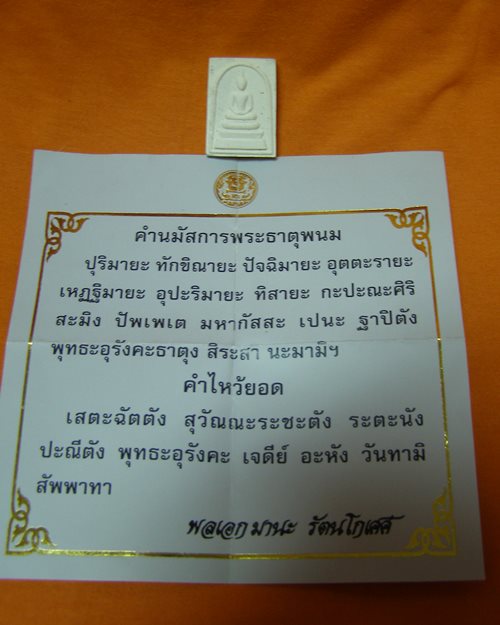 คำนมัสการพระธาตุพนม
ปุริมายะ ทักขิณายะ ปัจฉิมายะ อุตตะรายะ
เหฏฐิมายะ อุปะริมายะ ทิสายะ กะปะณะศิริ
สะมิง ปัพเพเต มหากัสสะ เปนะ ฐาปิตัง
พุทธะอุรังคะธาตุง สิระสา นะมามิฯ
คำไหว้ยอด
เสตะฉัตตัง สุวัณณะระชะตัง ระตะนัง
ปะณีตัง พุทธะอุรังคะ เจดีย์ อะหัง วันทามิ
สัพพาทา
พลเอก มานะ รัตนโกเศศ